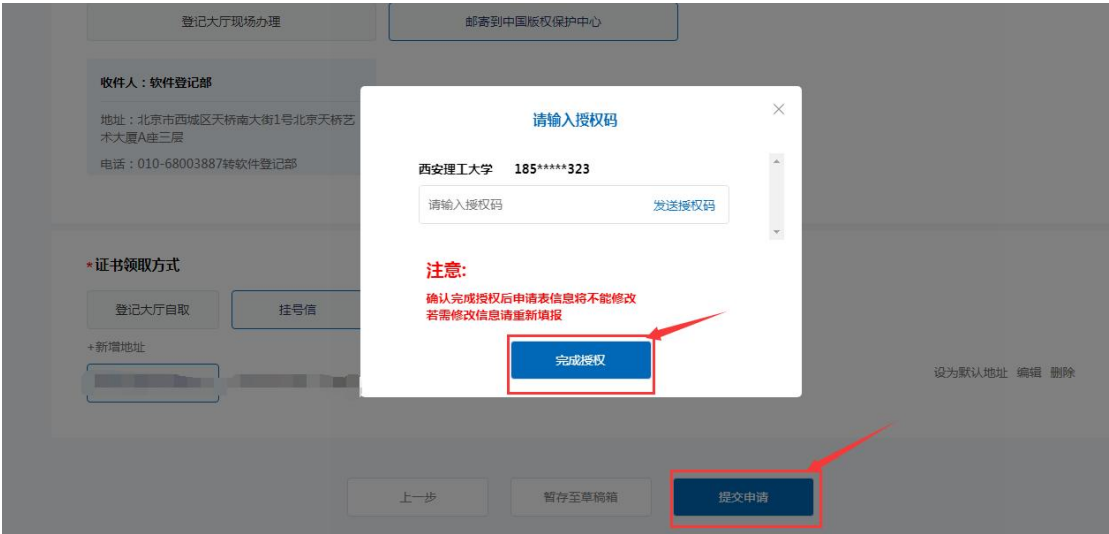 登记大厅现场办理
邮寄到中国版权保护中心
收件人：软件登记部
地址：北京市西城区天桥南大街1号北京天桥艺
术大厦A座三层
电话：010-68003887转软件登记部
请输入授权码
西安理工大学 185*****323
请输入授权码
发送授权码
注意:
确认完成授权后申请表信息将不能修改
若需修改信息请重新填报
完成授权
*证书领取方式
登记大厅自取
挂号信
+新增地址
设为默认地址 编辑 删除
上一步
暂存至草稿箱
提交申请